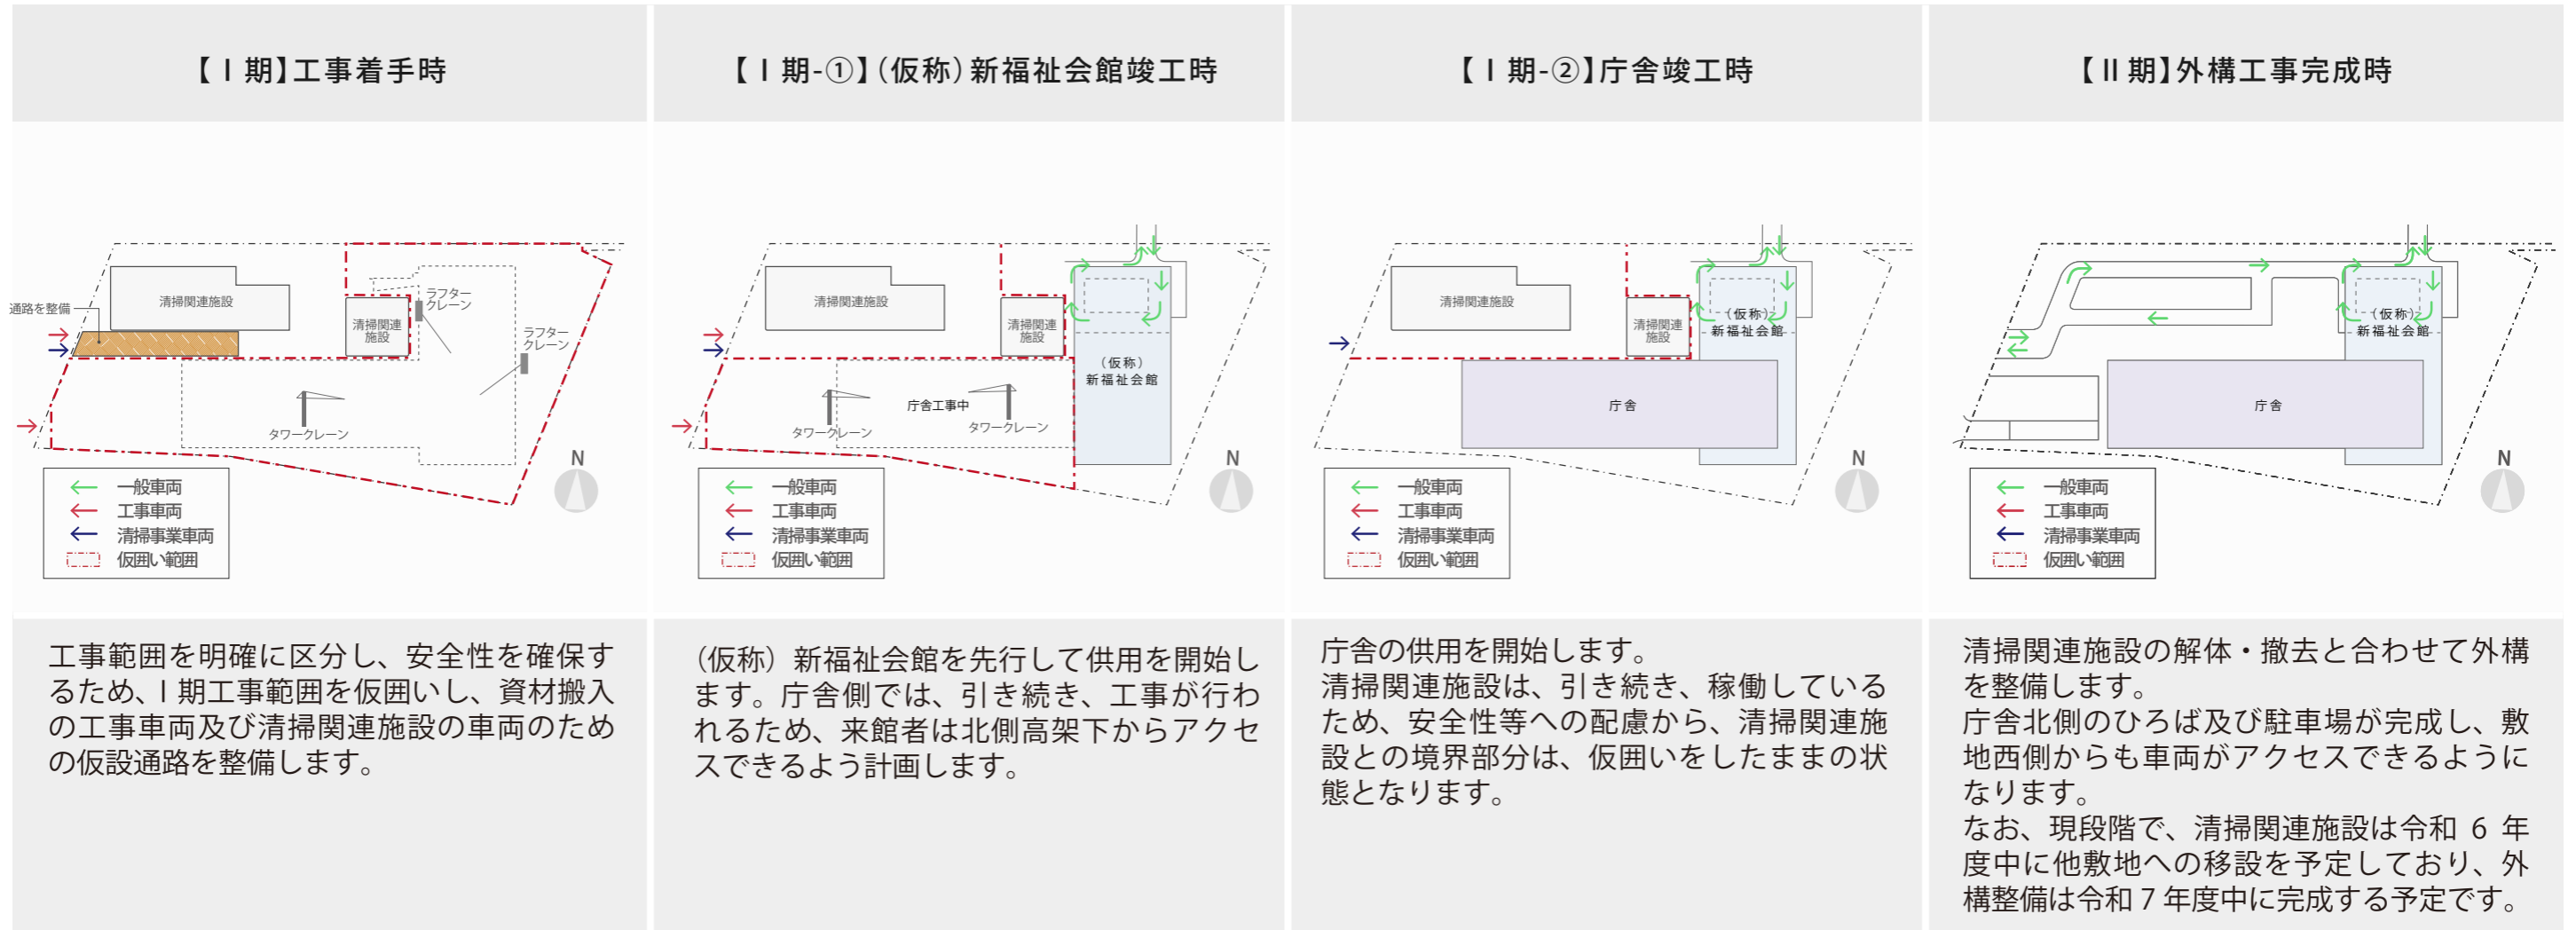 【Ⅰ期】工事着手時
通路を整備
清掃関連施設
清掃関連
施設
ラフター
クレーン
ラフター
クレーン
タワークレーン
N
一般車両
工事車両
清掃事業車両
仮囲い範囲
工事範囲を明確に区分し、安全性を確保す
るため、Ⅰ期工事範囲を仮囲いし、資材搬入
の工事車両及び清掃関連施設の車両のため
の仮設通路を整備します。
【Ⅰ期-①】（仮称）新福祉会館竣工時
清掃関連施設
清掃関連
施設
（仮称）
新福祉会館
庁舎工事中
タワークレーン
タワークレーン
N
一般車両
工事車両
清掃事業車両
仮囲い範囲
（仮称）新福祉会館を先行して供用を開始し
ます。庁舎側では、引き続き、工事が行わ
れるため、来館者は北側高架下からアクセ
スできるよう計画します。
【Ⅰ期-②】庁舎竣工時
清掃関連施設
清掃関連
施設
（仮称）
新福祉会館
庁舎
N
一般車両
工事車両
清掃事業車両
仮囲い範囲
庁舎の供用を開始します。
清掃関連施設は、引き続き、稼働している
ため、安全性等への配慮から、清掃関連施
設との境界部分は、仮囲いをしたままの状
態となります。
【Ⅱ期】外構工事完成時
（仮称）
新福祉会館
庁舎
N
一般車両
工事車両
清掃事業車両
仮囲い範囲
清掃関連施設の解体・撤去と合わせて外構
を整備します。
庁舎北側のひろば及び駐車場が完成し、敷
地西側からも車両がアクセスできるように
なります。
なお、現段階で、清掃関連施設は令和 6 年
度中に他敷地への移設を予定しており、外
構整備は令和 7 年度中に完成する予定です。